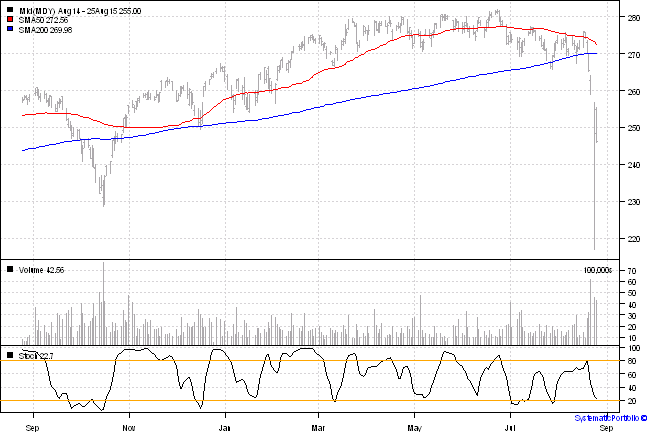 Mid(MDY) Aug14 - 25Aug15 255.00
SMA50 272.56
SMA200 269.98
280
270
260
250
240
230
220
Volume 42.56
100,000s
70
60
50
40
30
20
10
Stoch 22.7
100
80
60
40
20
Sep Nov Jan Mar May Jul Sep
SystematicPortfolio ©